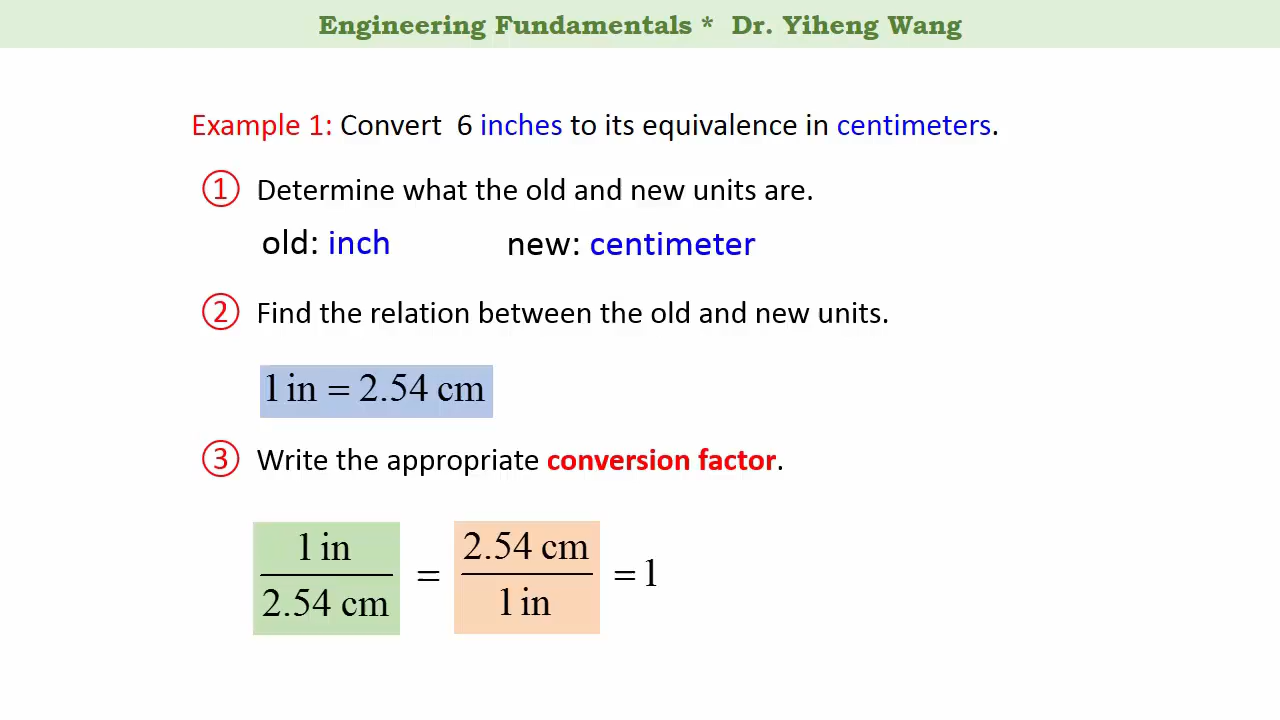 Engineering Fundamentals * Dr. Yiheng Wang
Example 1: Convert 6 inches to its equivalence in centimeters.
① Determine what the old and new units are.
old: inch new: centimeter
② Find the relation between the old and new units.
1 in = 2.54 cm
③ Write the appropriate conversion factor.
1 in / 2.54 cm = 2.54 cm / 1 in = 1